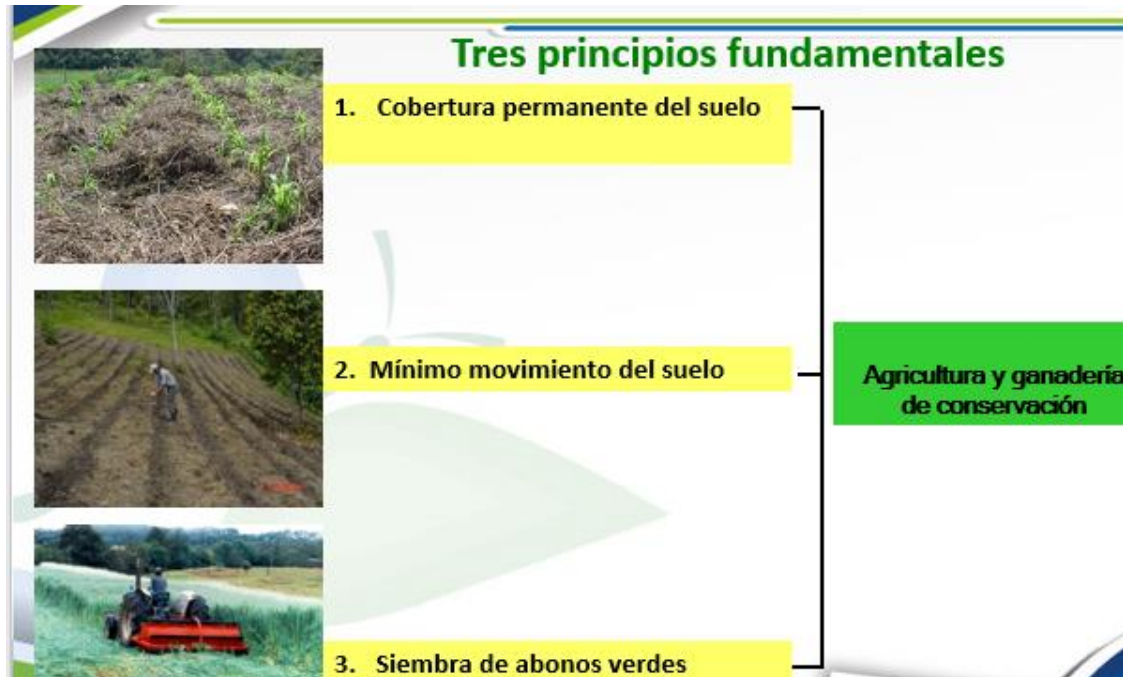 Tres principios fundamentales
1. Cobertura permanente del suelo
2. Mínimo movimiento del suelo
Agricultura y ganadería
de conservación
3. Siembra de abonos verdes